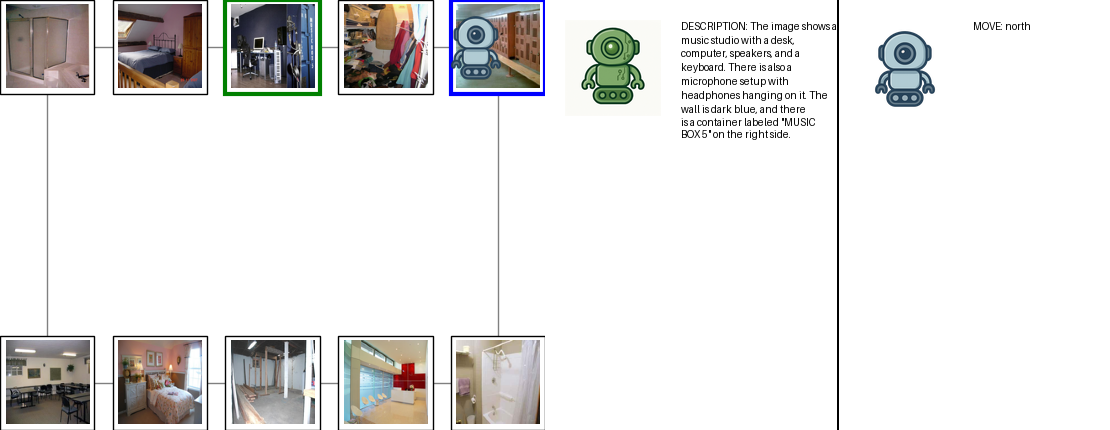 DESCRIPTION: The image shows a
music studio with a desk,
computer, speakers, and a
keyboard. There is also a
microphone setup with
headphones hanging on it. The
wall is dark blue, and there
is a container labeled "MUSIC
BOX 5" on the right side.
MOVE: north